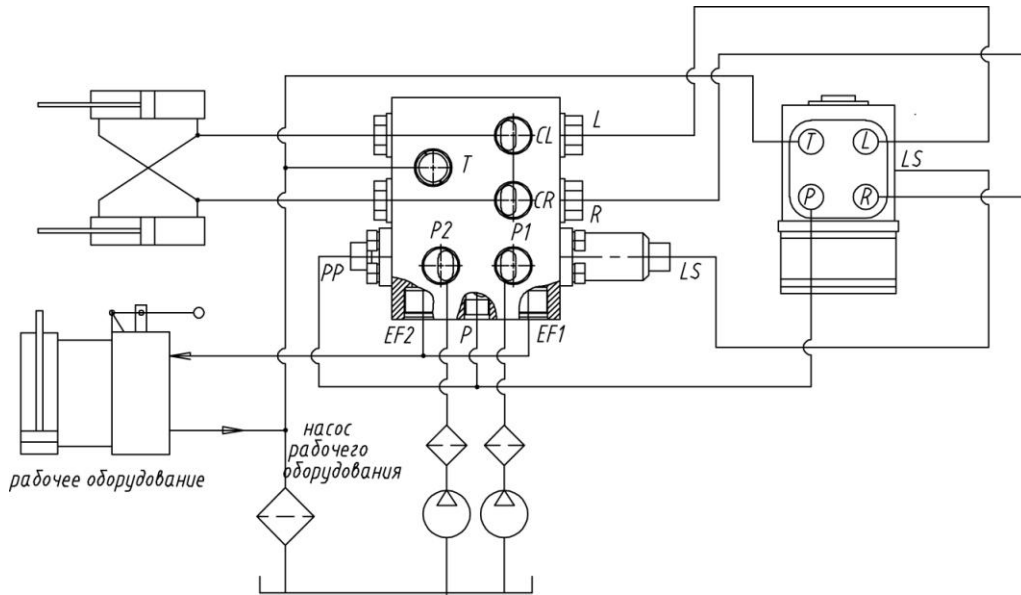 L
CL
T
T
L
LS
CR
P
R
P2
P1
R
PP
LS
EF2
P
EF1
насос
рабочего
оборудования
рабочее оборудование